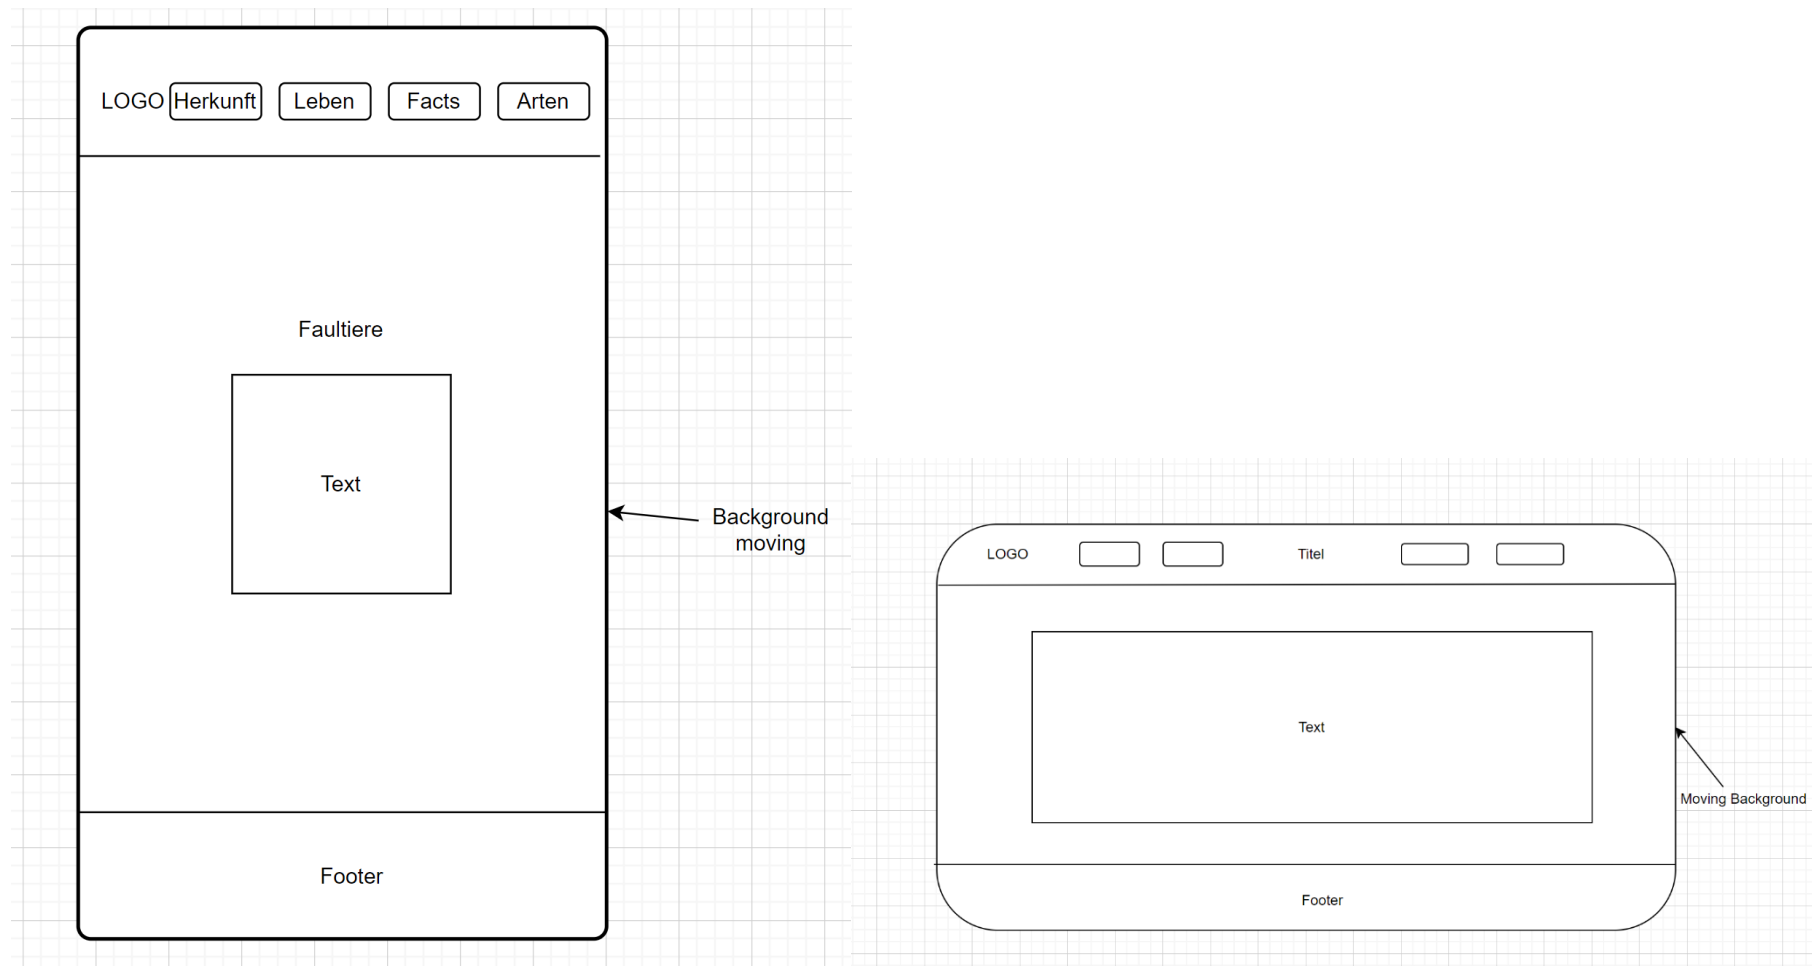 LOGO Herkunft Leben Facts Arten
Faultiere
Text
Background
moving
Footer
LOGO Titel
Text
Moving Background
Footer